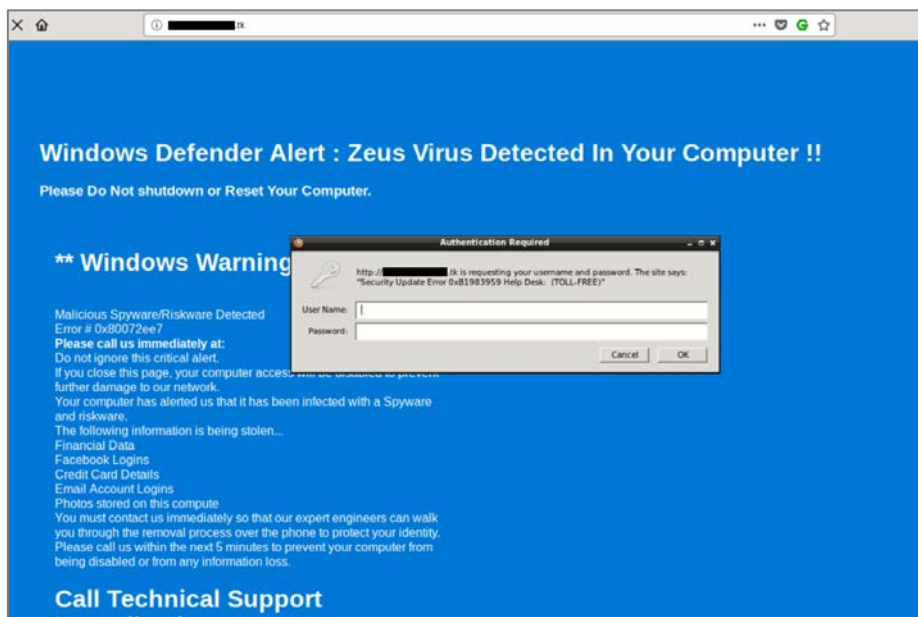 .tk
Windows Defender Alert : Zeus Virus Detected In Your Computer !!
Please Do Not shutdown or Reset Your Computer.
** Windows Warning
Authentication Required
http:// .tk is requesting your username and password. The site says:
"Security Update Error 0xB1983959 Help Desk: (TOLL-FREE)"
User Name:
Password:
Cancel OK
Malicious Spyware/Riskware Detected
Error # 0x80072ee7
Please call us immediately at:
Do not ignore this critical alert.
If you close this page, your computer access will be disabled to prevent
further damage to our network.
Your computer has alerted us that it has been infected with a Spyware
and riskware.
The following information is being stolen...
Financial Data
Facebook Logins
Credit Card Details
Email Account Logins
Photos stored on this compute
You must contact us immediately so that our expert engineers can walk
you through the removal process over the phone to protect your identity.
Please call us within the next 5 minutes to prevent your computer from
being disabled or from any information loss.
Call Technical Support